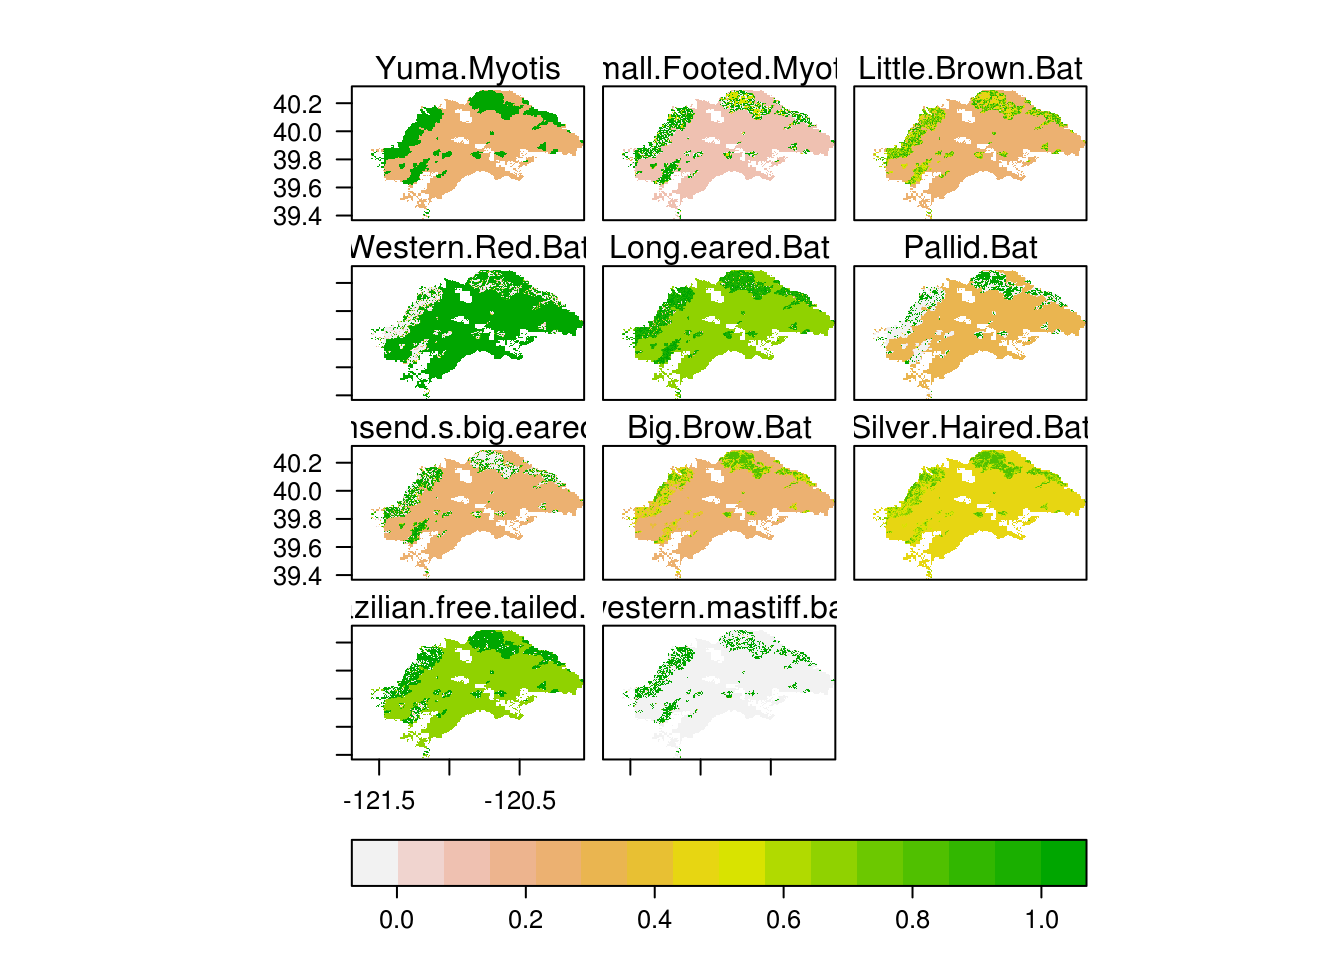 Yuma.Myotis mall.Footed.Myot Little.Brown.Bat
40.2
40.0
39.8
39.6
39.4
Western.Red.Bat Long.eared.Bat Pallid.Bat
nsend.s.big.eared Big.Brow.Bat Silver.Haired.Bat
40.2
40.0
39.8
39.6
39.4
zilian.free.tailed. western.mastiff.ba
-121.5 -120.5
0.0 0.2 0.4 0.6 0.8 1.0